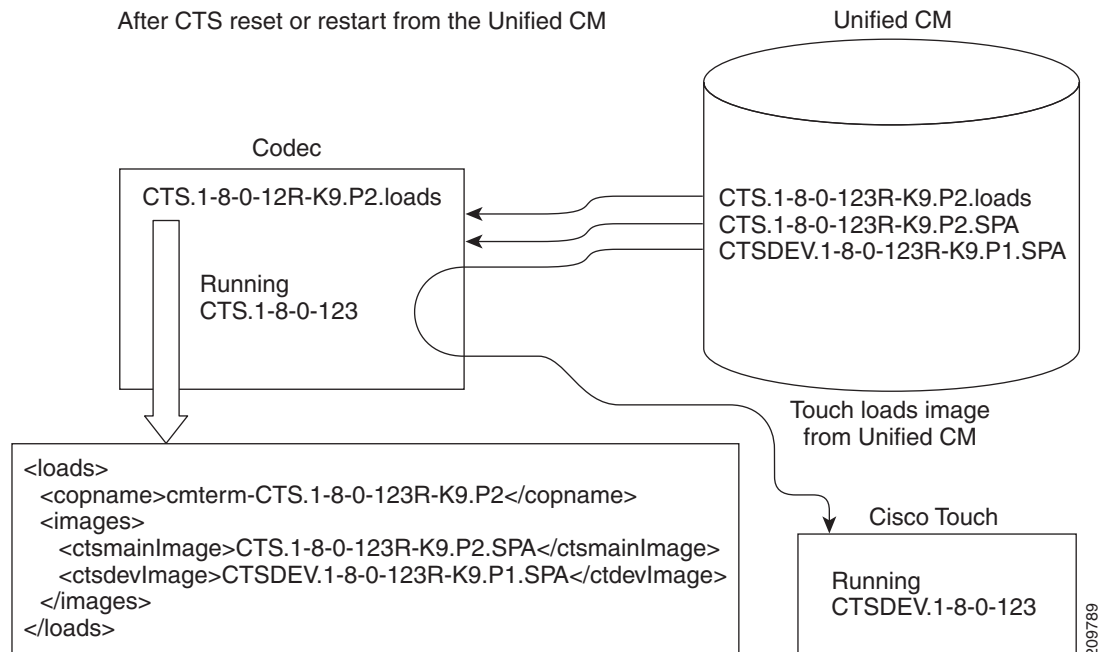 After CTS reset or restart from the Unified CM
Unified CM
Codec
CTS.1-8-0-12R-K9.P2.loads
Running
CTS.1-8-0-123
CTS.1-8-0-123R-K9.P2.loads
CTS.1-8-0-123R-K9.P2.SPA
CTSDEV.1-8-0-123R-K9.P1.SPA
Touch loads image
from Unified CM
<loads>
<copname>cmterm-CTS.1-8-0-123R-K9.P2</copname>
<images>
<ctsmainImage>CTS.1-8-0-123R-K9.P2.SPA</ctsmainImage>
<ctsdevImage>CTSDEV.1-8-0-123R-K9.P1.SPA</ctdevImage>
</images>
</loads>
Cisco Touch
Running
CTSDEV.1-8-0-123
209789